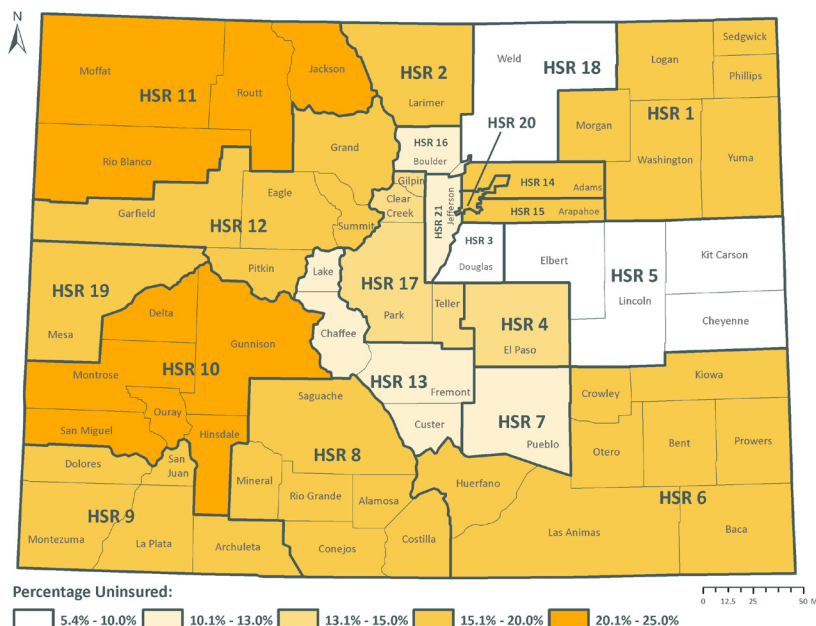 N
Moffat
HSR 11
Routt
Jackson
HSR 2
Larimer
Weld
HSR 18
Logan
Sedgwick
Phillips
HSR 1
Morgan
Washington
Yuma
HSR 20
Rio Blanco
Grand
HSR 16
Boulder
Gilpin
Clear
Creek
HSR 21
Jefferson
HSR 14
Adams
HSR 15
Arapahoe
Garfield
HSR 12
Eagle
Summit
Pitkin
Lake
HSR 3
Douglas
Elbert
HSR 5
Lincoln
Kit Carson
Cheyenne
HSR 19
Mesa
Delta
Gunnison
HSR 10
Montrose
Ouray
San Miguel
Hinsdale
Chaffee
HSR 17
Park
Teller
HSR 4
El Paso
HSR 13
Fremont
Custer
HSR 7
Pueblo
Crowley
Kiowa
Otero
Bent
Prowers
HSR 6
Las Animas
Baca
Huerfano
Saguache
HSR 8
Mineral
Rio Grande
Alamosa
Conejos
Costilla
Dolores
San
Juan
HSR 9
Montezuma
La Plata
Archuleta
Percentage Uninsured:
5.4% - 10.0%
10.1% - 13.0%
13.1% - 15.0%
15.1% - 20.0%
20.1% - 25.0%
0 12.5 25 50 M